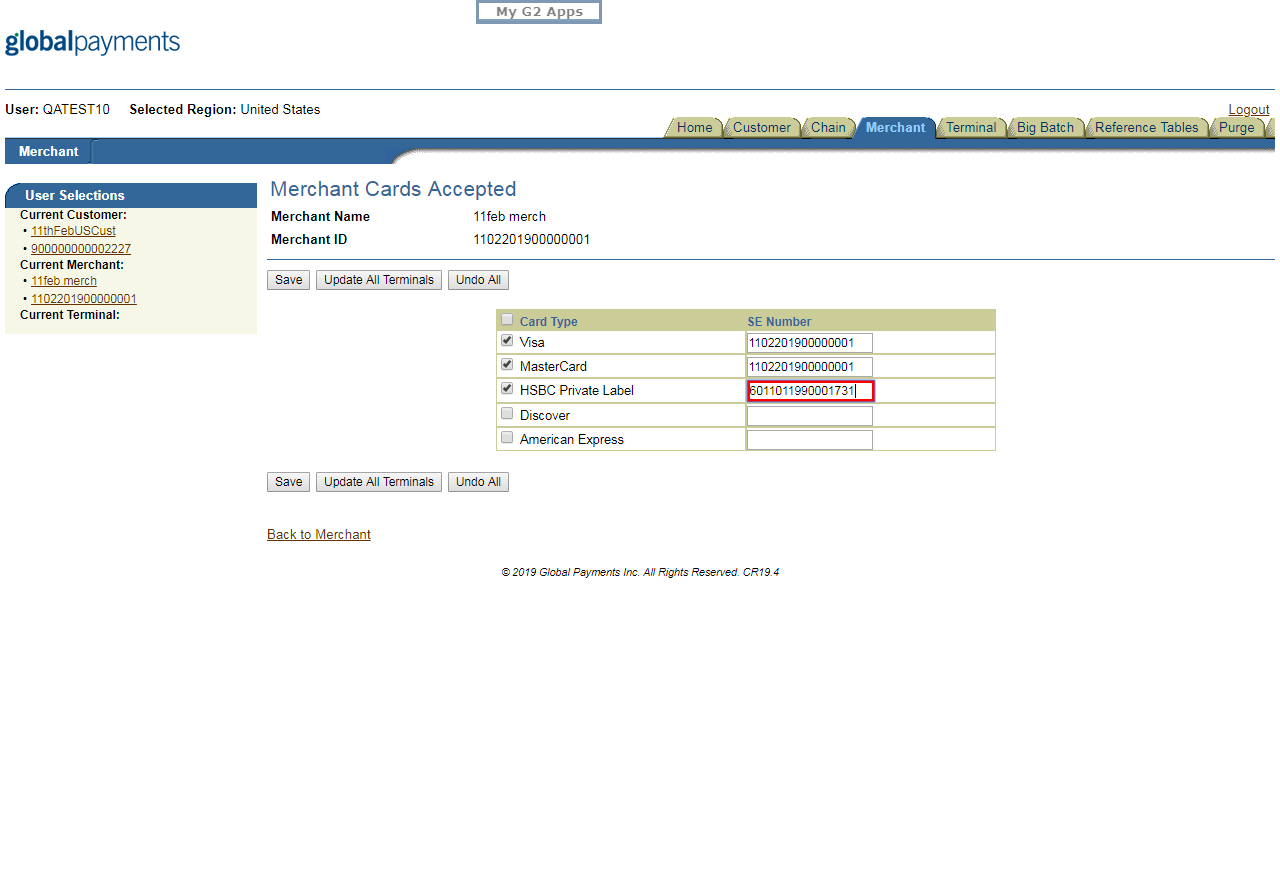 My G2 Apps
globalpayments
User: QATEST10 Selected Region: United States
Logout
Home Customer Chain Merchant Terminal Big Batch Reference Tables Purge
Merchant
User Selections
Current Customer:
• 11thFebUSCust
• 900000000002227
Current Merchant:
• 11feb merch
• 1102201900000001
Current Terminal:
Merchant Cards Accepted
Merchant Name 11feb merch
Merchant ID 1102201900000001
Save Update All Terminals Undo All
Card Type SE Number
Visa 1102201900000001
MasterCard 1102201900000001
HSBC Private Label 6011011990001731
Discover
American Express
Save Update All Terminals Undo All
Back to Merchant
© 2019 Global Payments Inc. All Rights Reserved. CR19.4